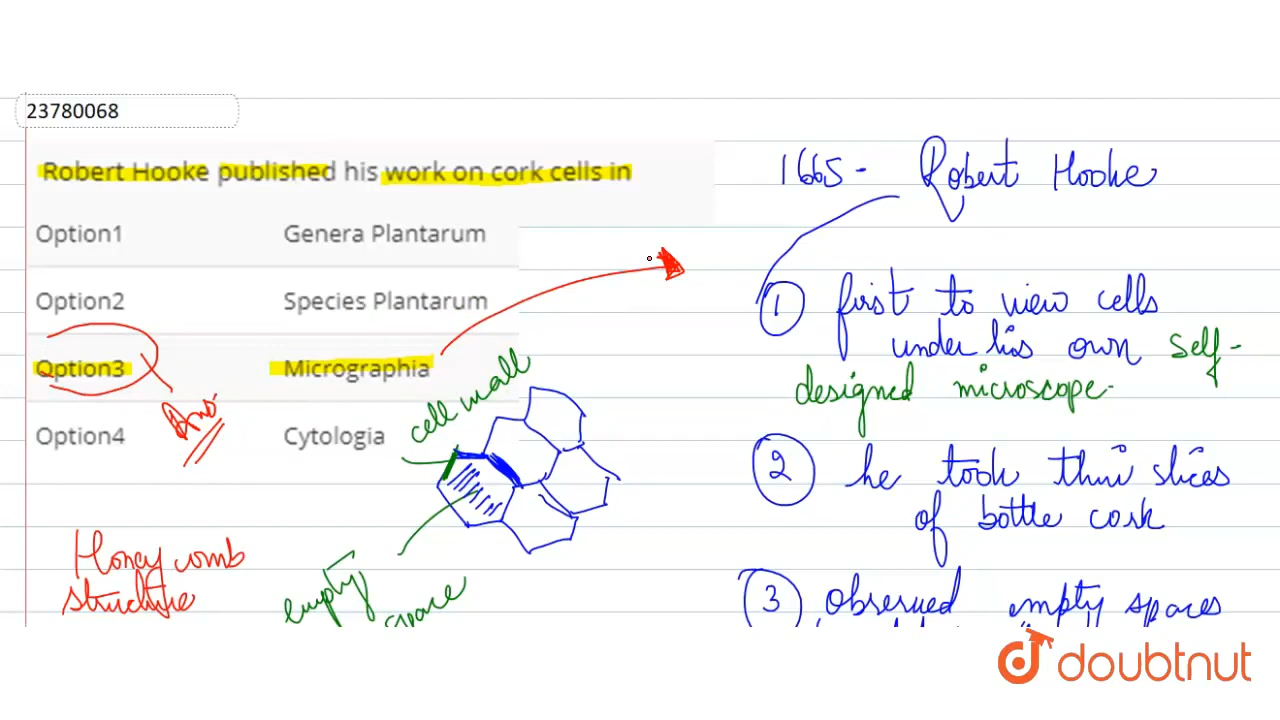 23780068
Robert Hooke published his work on cork cells in
Option1 Genera Plantarum
Option2 Species Plantarum
Option3 Micrographia
Option4 Cytologia
Ans
cell wall
empty
space
Honey comb
structure
1665 - Robert Hooke
1 first to view cells
under his own self-
designed microscope.
2 he took thin slices
of bottle cork
3 observed empty spaces
doubtnut